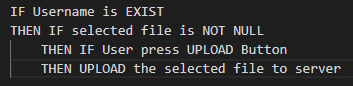 IF Username is EXIST
THEN IF selected file is NOT NULL
THEN IF User press UPLOAD Button
THEN UPLOAD the selected file to server